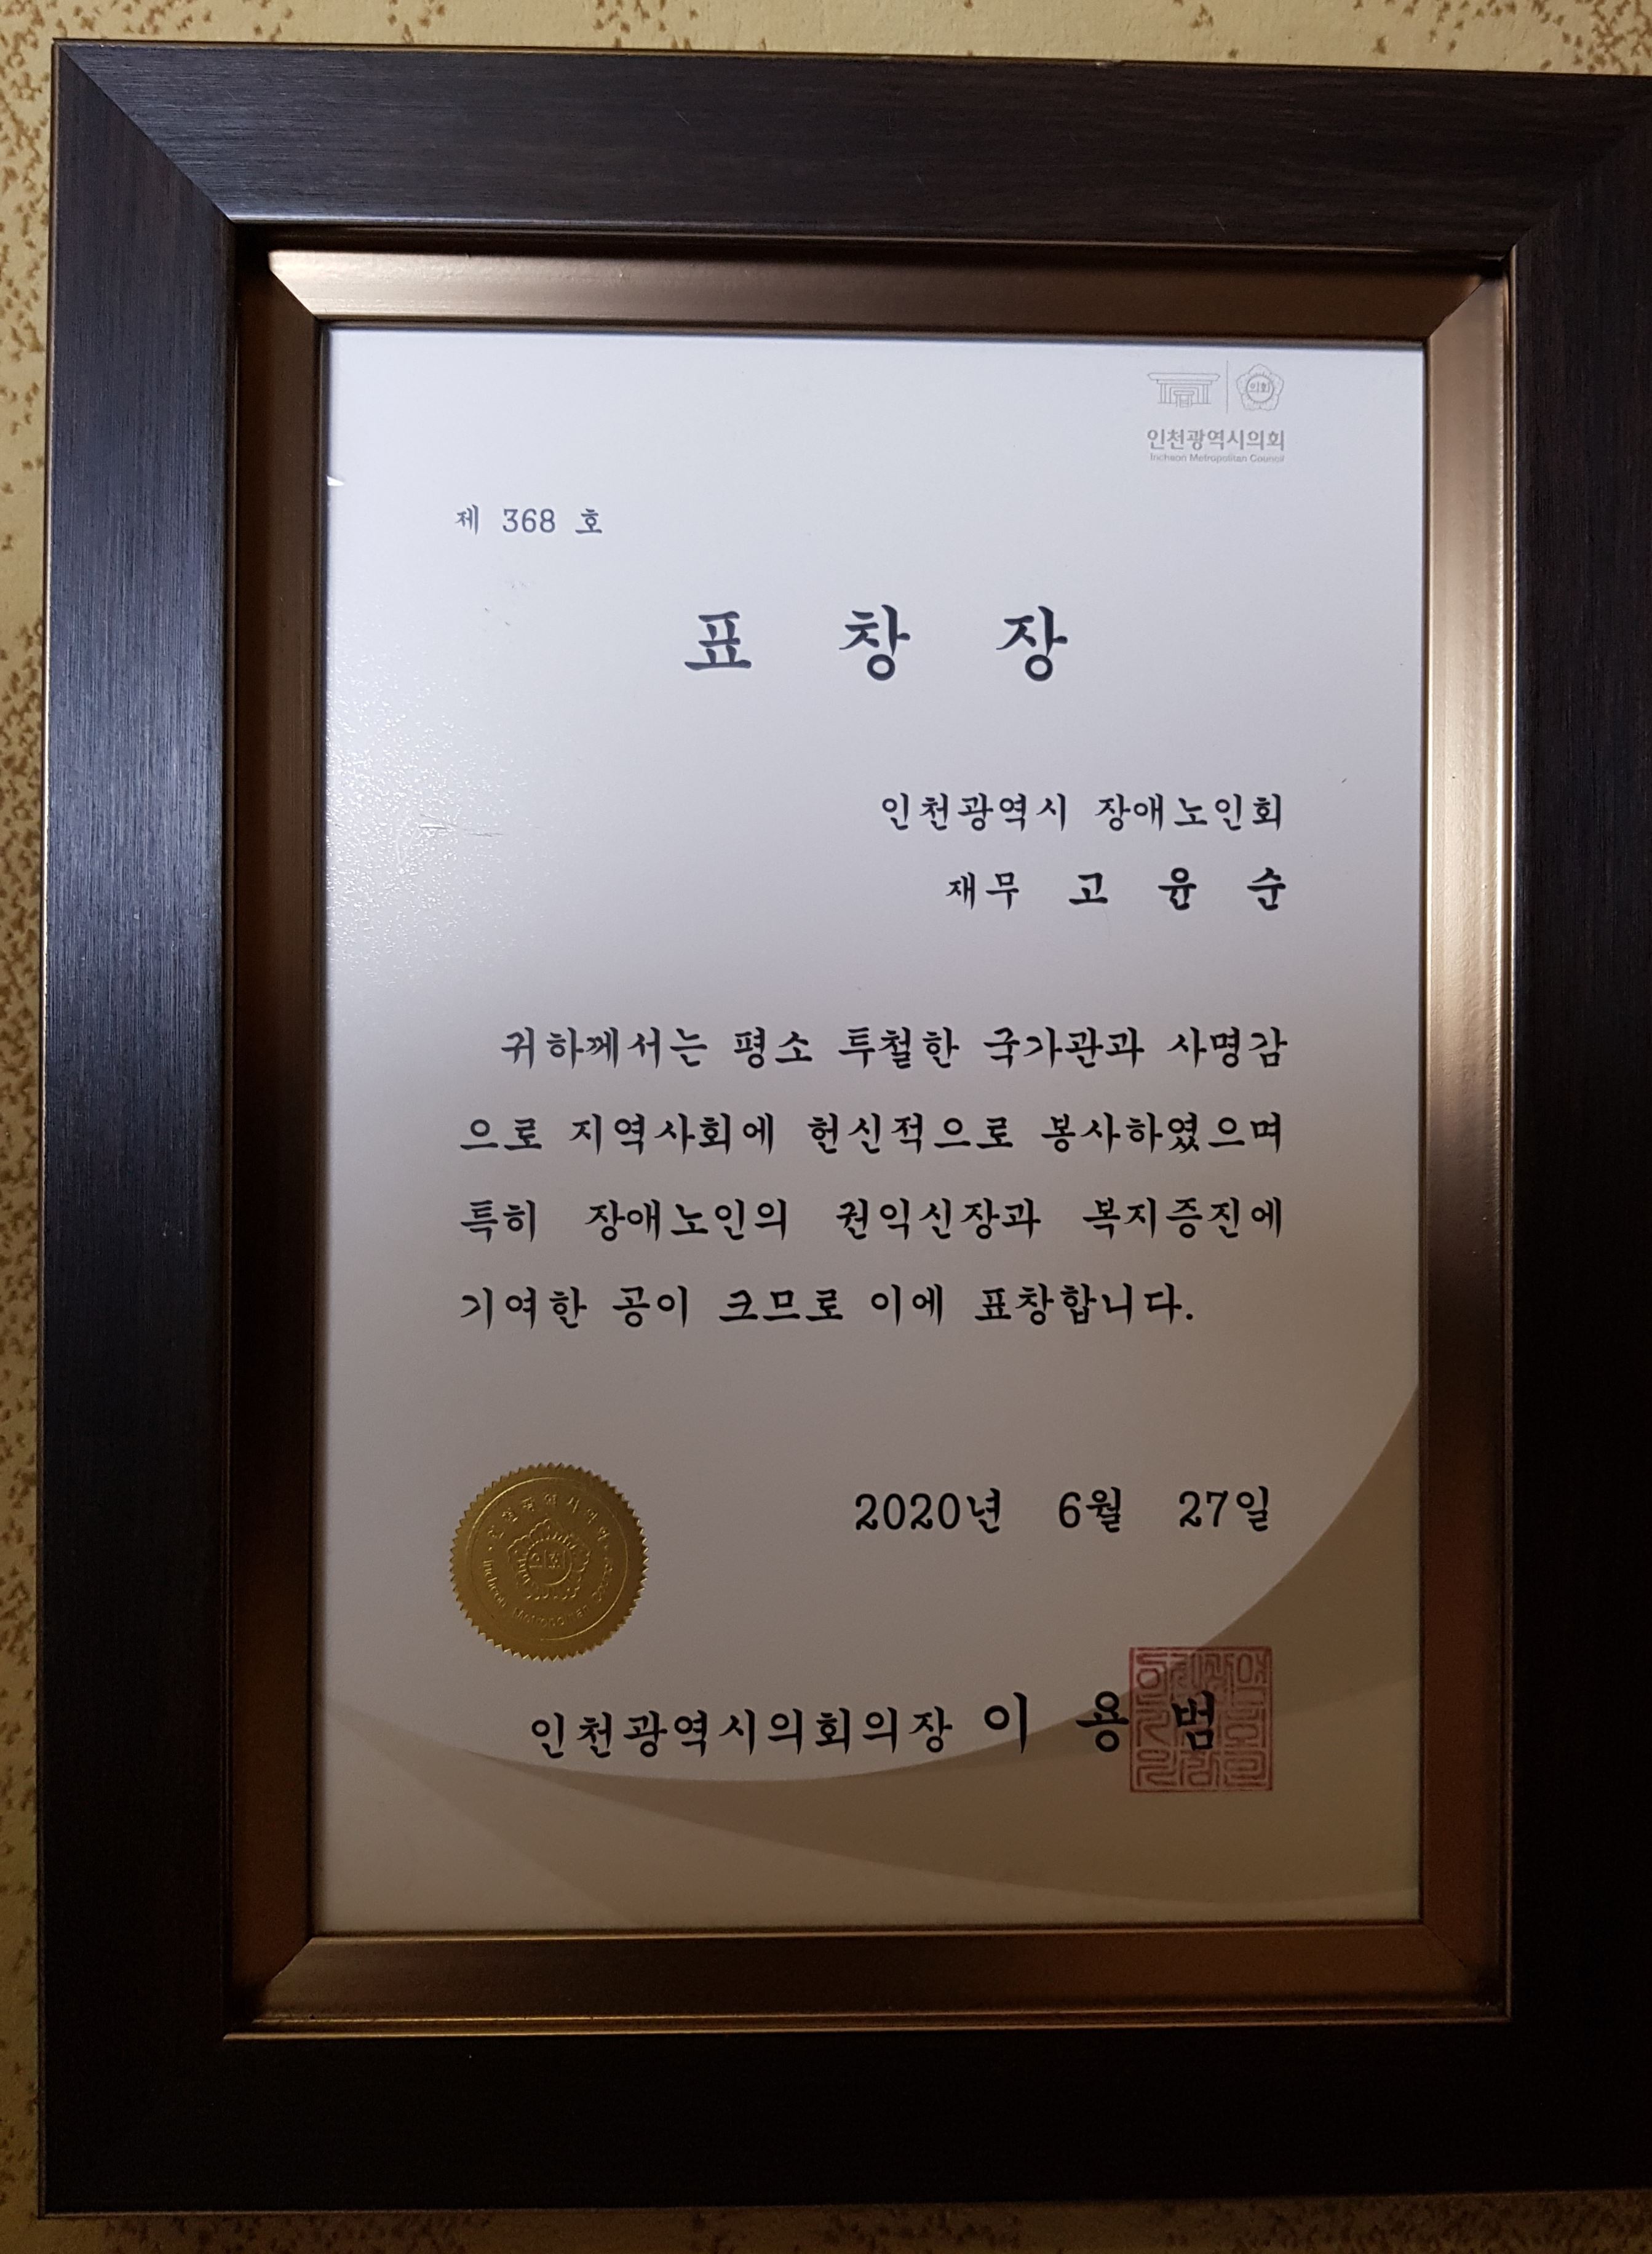 의회
인천광역시의회
Incheon Metropolitan Council
제 368 호
표 창 장
인천광역시 장애노인회
재무 고 윤 순
귀하께서는 평소 투철한 국가관과 사명감
으로 지역사회에 헌신적으로 봉사하였으며
특히 장애노인의 권익신장과 복지증진에
기여한 공이 크므로 이에 표창합니다.
2020년 6월 27일
의회
인천광역시의회의장 이 용 범